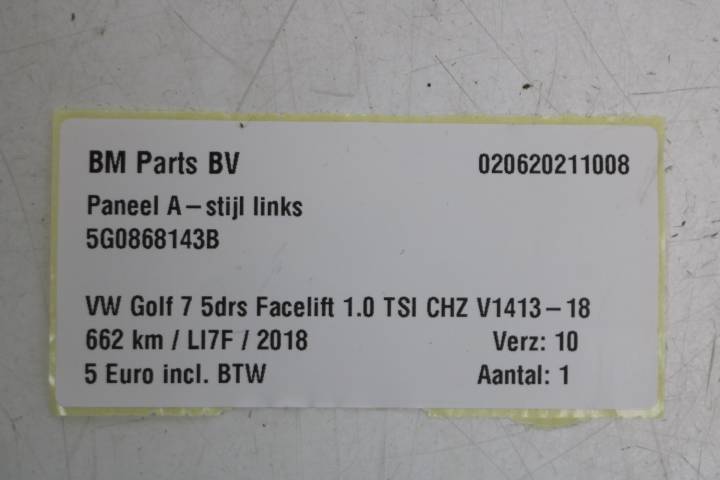 BM Parts BV 020620211008
Paneel A-stijl links
5G0868143B
VW Golf 7 5drs Facelift 1.0 TSI CHZ V1413-18
662 km / LI7F / 2018 Verz: 10
5 Euro incl. BTW Aantal: 1